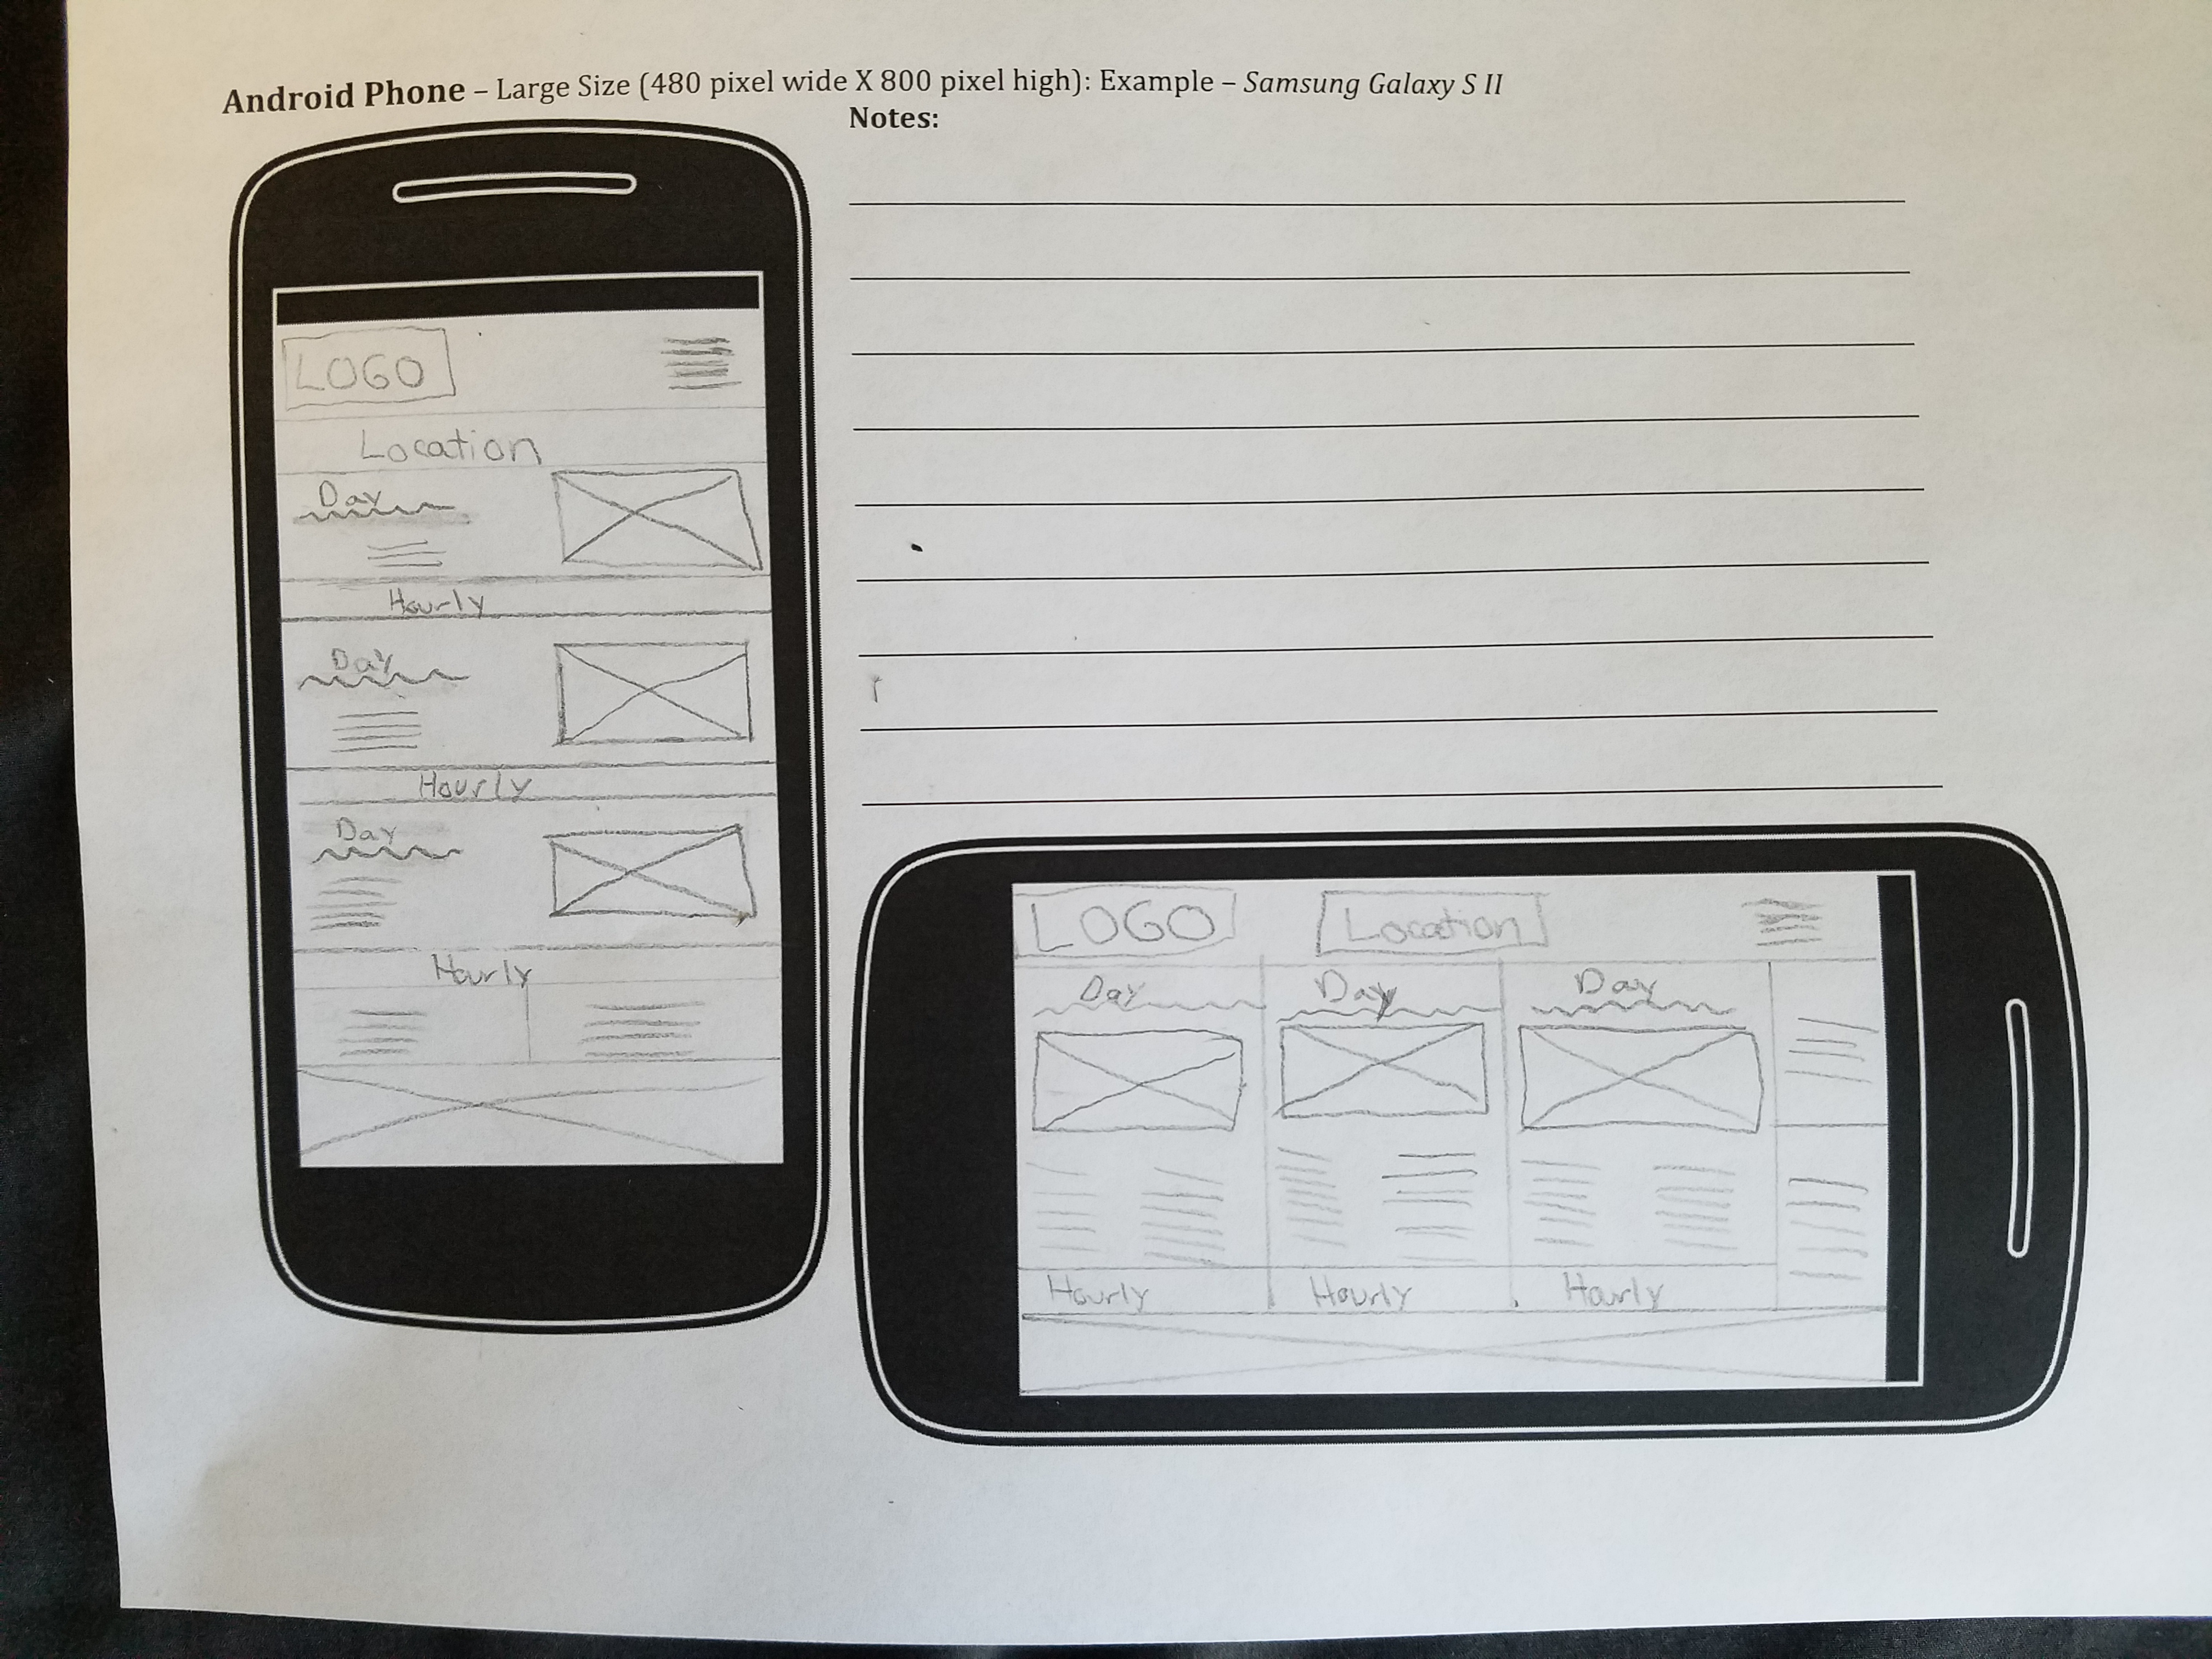 Android Phone – Large Size (480 pixel wide X 800 pixel high): Example – Samsung Galaxy S II
Notes:
LOGO
Location
Day
Hourly
Day
Hourly
Day
Hourly
LOGO Location
Day Day Day
Hourly Hourly Hourly